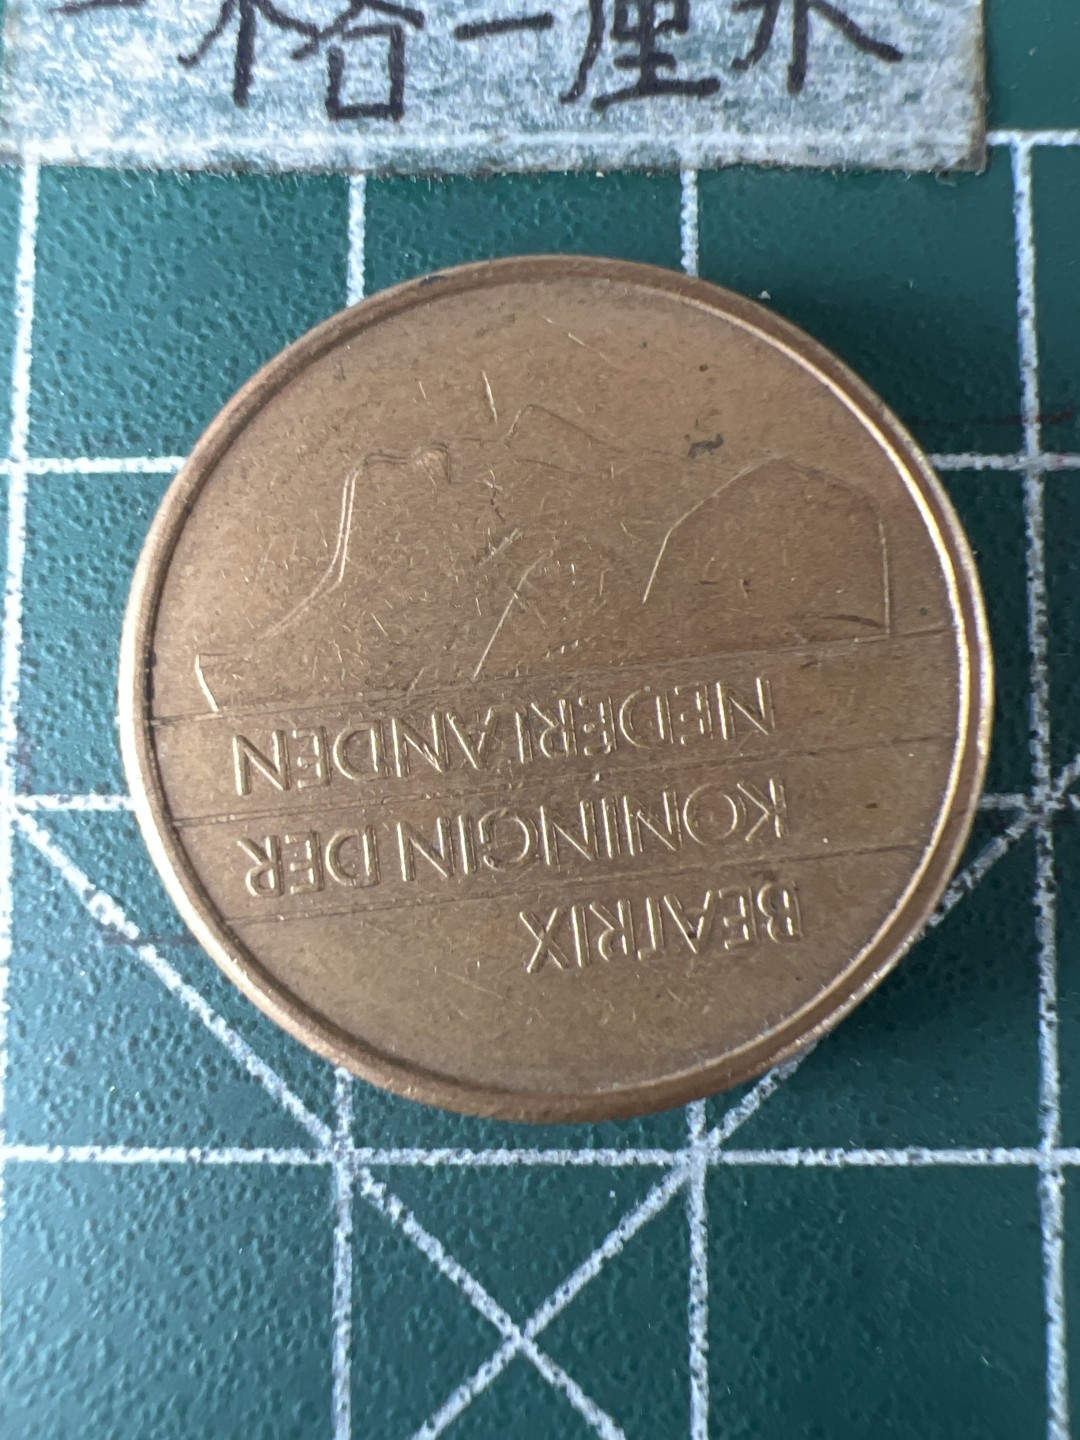 一格一厘米
BEATRIX
KONINGIN DER
NEDERLANDEN